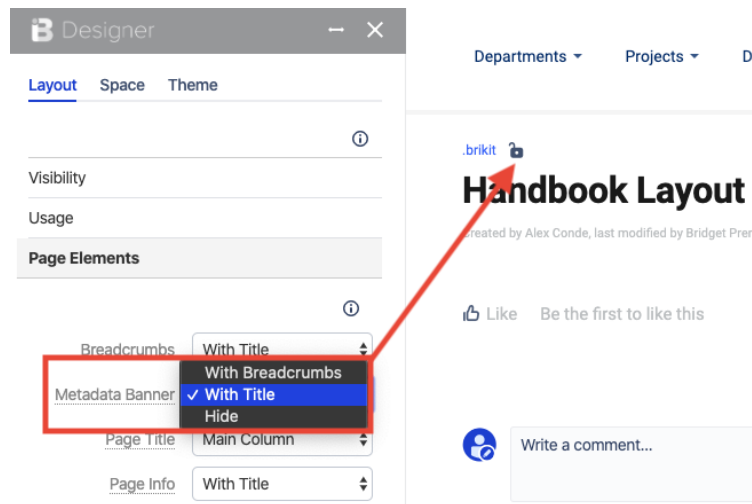 Designer
Layout Space Theme
Visibility
Usage
Page Elements
Breadcrumbs With Title
With Breadcrumbs
Metadata Banner ✓ With Title
Hide
Page Title Main Column
Page Info With Title
Departments Projects D
.brikit
Handbook Layout
Created by Alex Conde, last modified by Bridget
Like Be the first to like this
Write a comment...